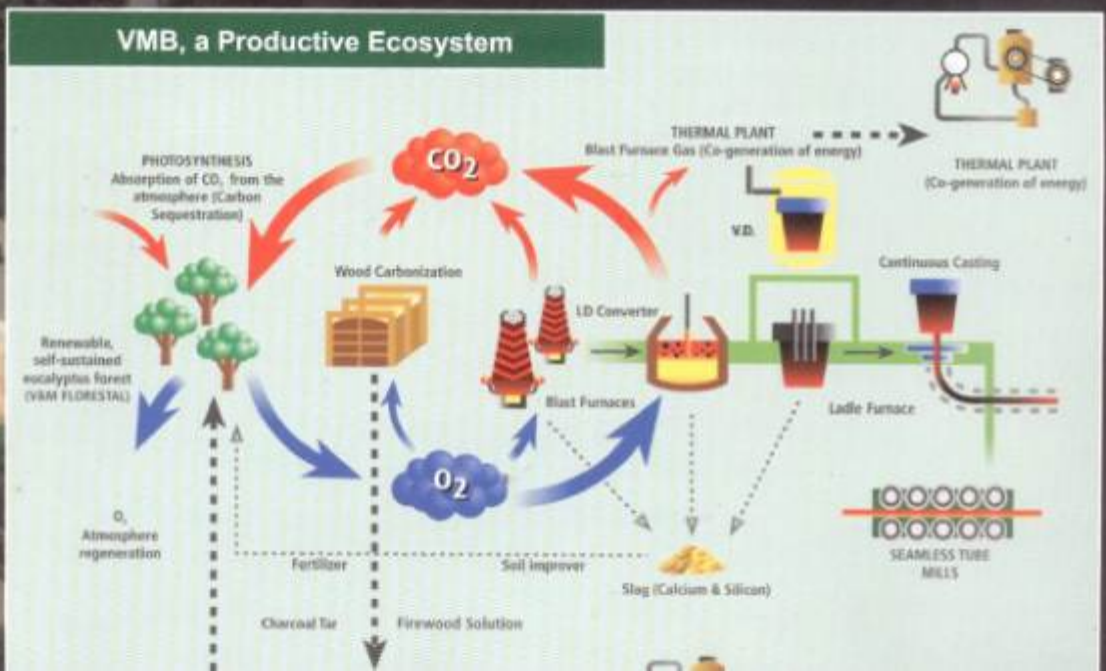 VMB, a Productive Ecosystem
THERMAL PLANT
Blast Furnace Gas (Co-generation of energy)
THERMAL PLANT
(Co-generation of energy)
PHOTOSYNTHESIS
Absorption of CO₂ from the
atmosphere (Carbon
Sequestration)
CO₂
V.D.
Continuous Casting
Wood Carbonization
LD Converter
Renewable,
self-sustained
eucalyptus forest
(V&M FLORESTAL)
Blast Furnaces
Ladle Furnace
O₂
O₂
Atmosphere
regeneration
SEAMLESS TUBE
MILLS
Fertilizer
Soil improver
Slag (Calcium & Silicon)
Charcoal Tar
Firewood Solution